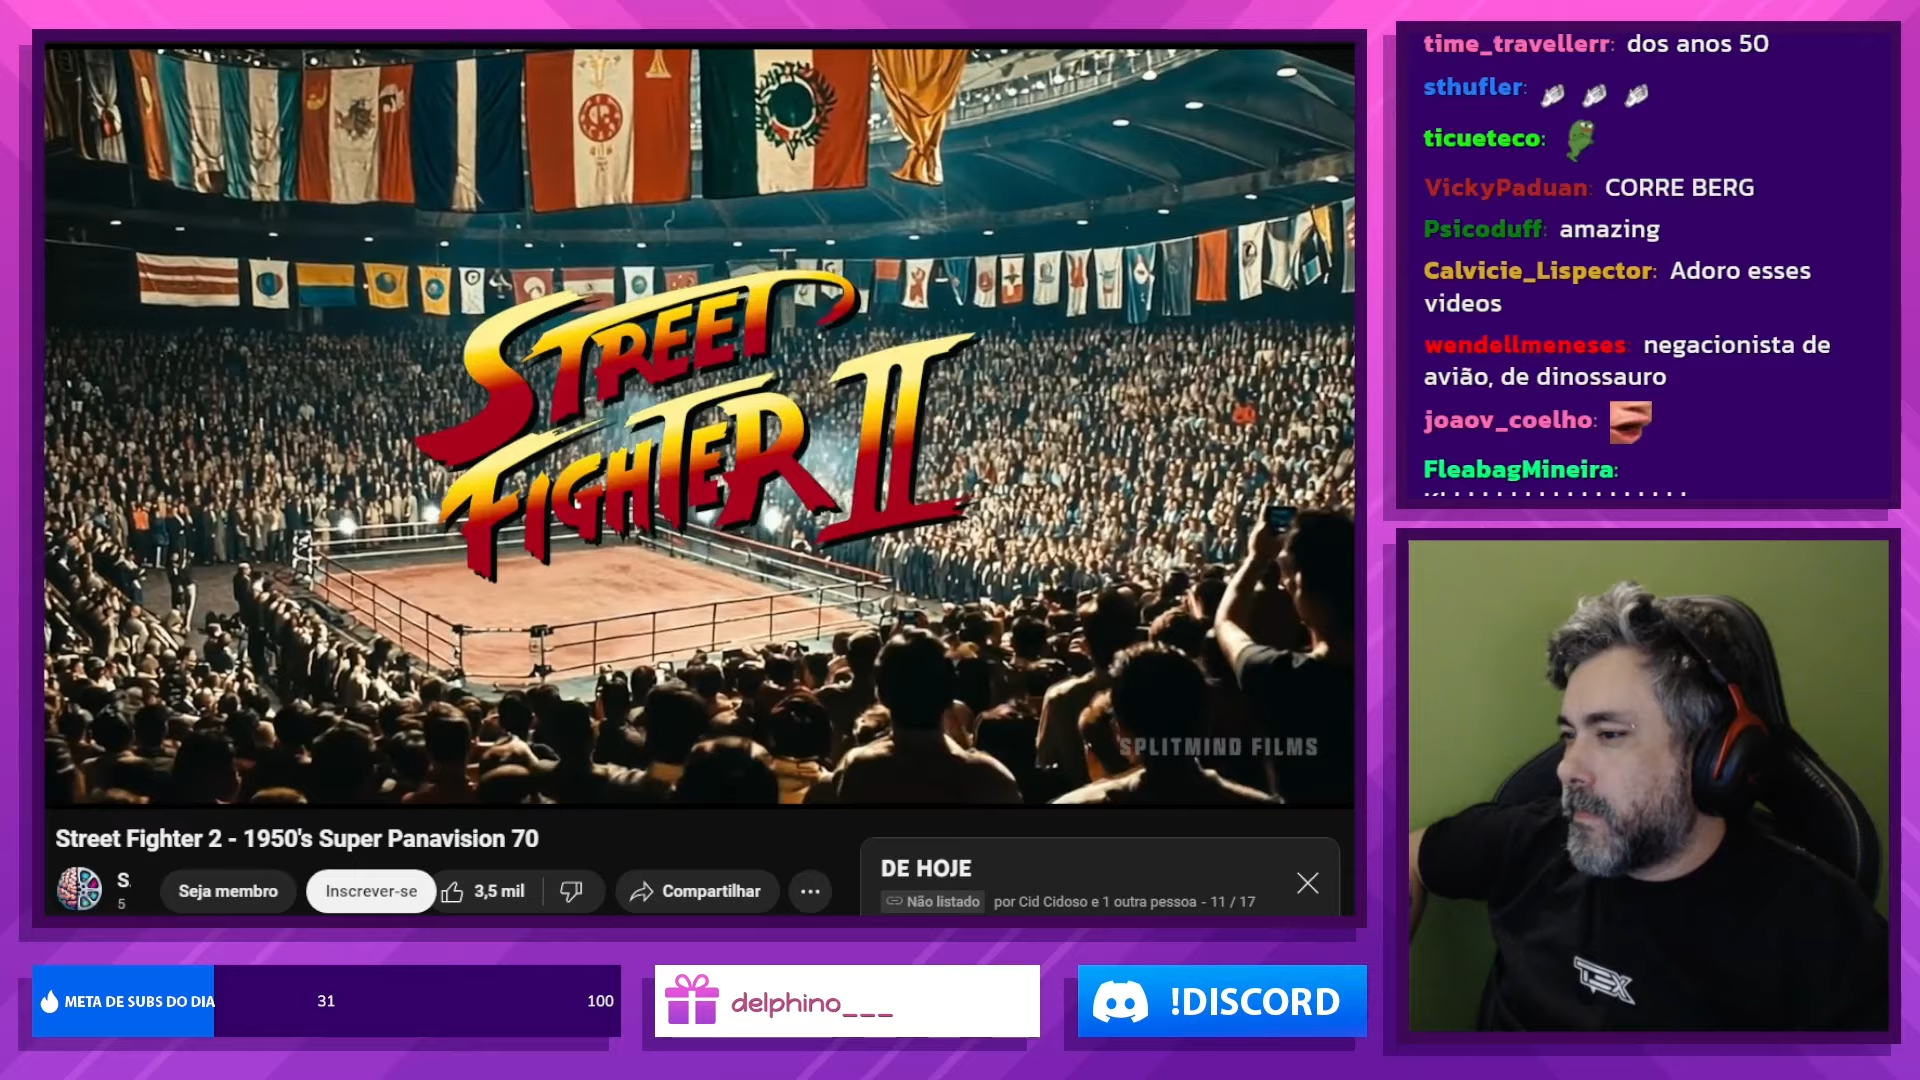 STREET
FIGHTER II
SPLITMIND FILMS
Street Fighter 2 - 1950's Super Panavision 70
S.
5
Seja membro
Inscrever-se
3,5 mil
Compartilhar
DE HOJE
Não listado por Cid Cidoso e 1 outra pessoa - 11 / 17
META DE SUBS DO DIA 31 100
delphino___
!DISCORD
time_travellerr: dos anos 50
sthufler:
ticueteco:
VickyPaduan: CORRE BERG
Psicoduff: amazing
Calvicie_Lispector: Adoro esses
videos
wendellmeneses: negacionista de
avião, de dinossauro
joaov_coelho:
FleabagMineira: